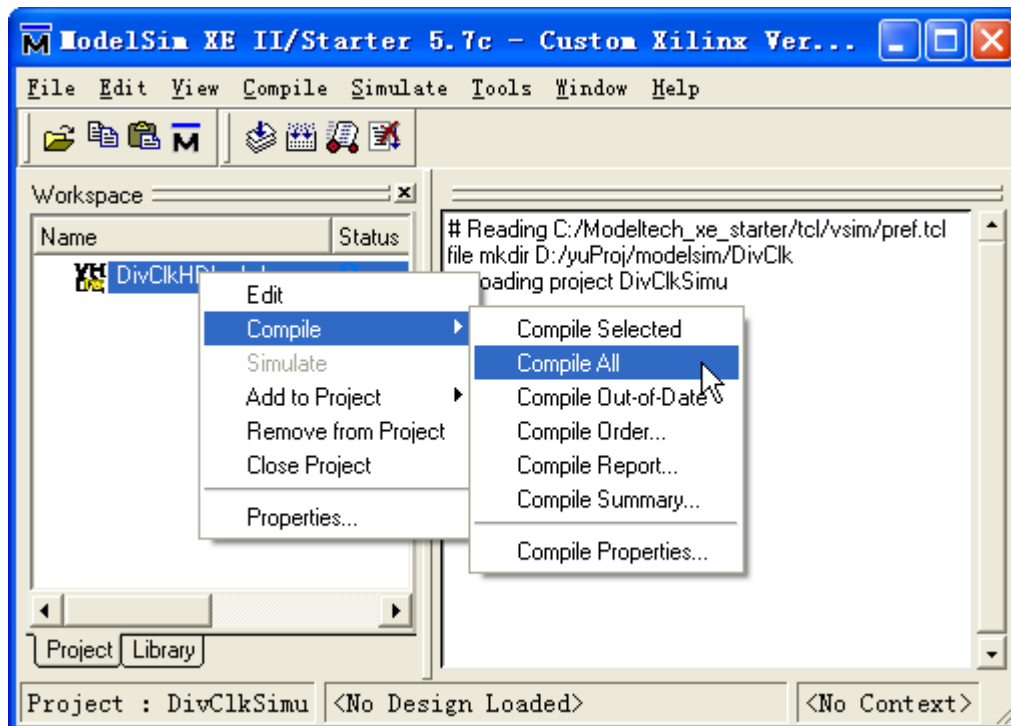 ModelSim XE II/Starter 5.7c - Custom Xilinx Ver...
File Edit View Compile Simulate Tools Window Help
Workspace
Name Status
DivClkHD
# Reading C:/Modeltech_xe_starter/tcl/vsim/pref.tcl
file mkdir D:/yuProj/modelsim/DivClk
oading project DivClkSimu
Edit
Compile
Simulate
Add to Project
Remove from Project
Close Project
Properties...
Compile Selected
Compile All
Compile Out-of-Date
Compile Order...
Compile Report...
Compile Summary...
Compile Properties...
Project Library
Project : DivClkSimu <No Design Loaded> <No Context>